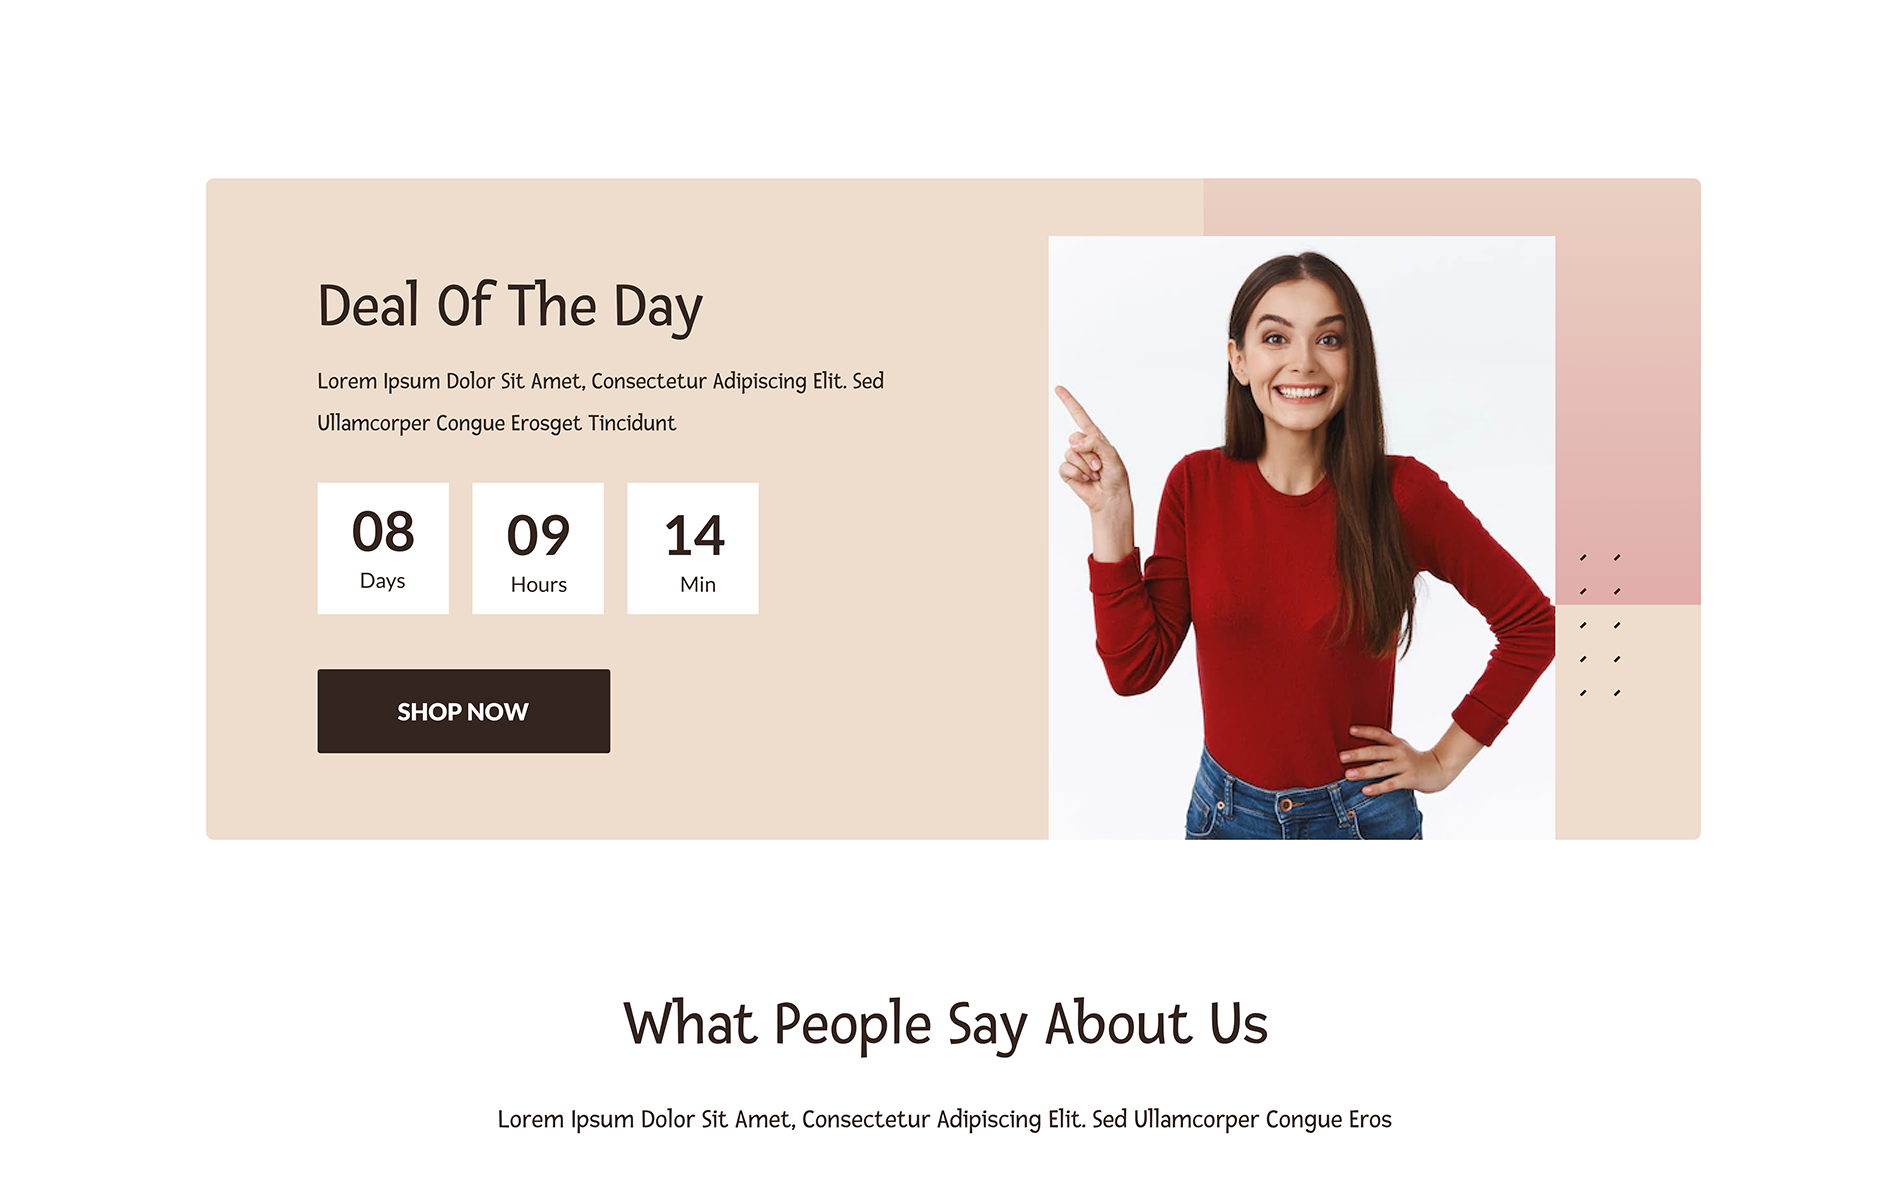 Deal Of The Day
Lorem Ipsum Dolor Sit Amet, Consectetur Adipiscing Elit. Sed
Ullamcorper Congue Erosget Tincidunt
08 09 14
Days Hours Min
SHOP NOW
What People Say About Us
Lorem Ipsum Dolor Sit Amet, Consectetur Adipiscing Elit. Sed Ullamcorper Congue Eros